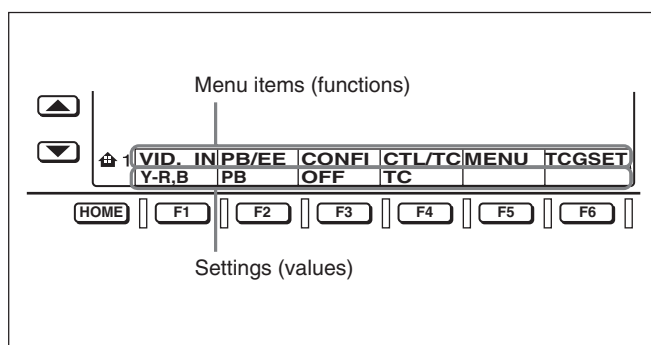 Menu items (functions)
1 VID. IN PB/EE CONFI CTL/TC MENU TCGSET
Y-R,B PB OFF TC
HOME F1 F2 F3 F4 F5 F6
Settings (values)